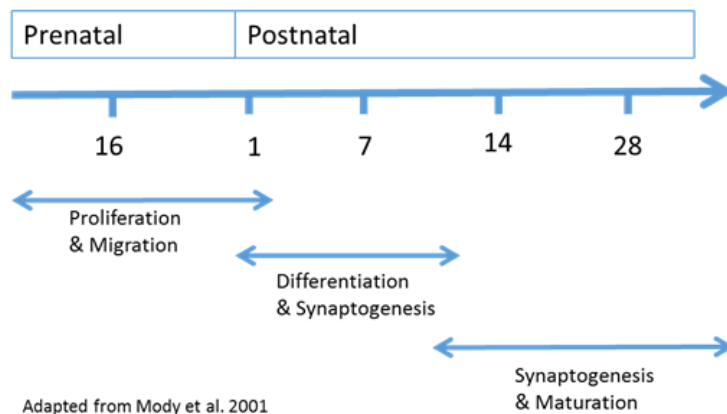 Prenatal Postnatal
16 1 7 14 28
Proliferation
& Migration
Differentiation
& Synaptogenesis
Synaptogenesis
& Maturation
Adapted from Mody et al. 2001